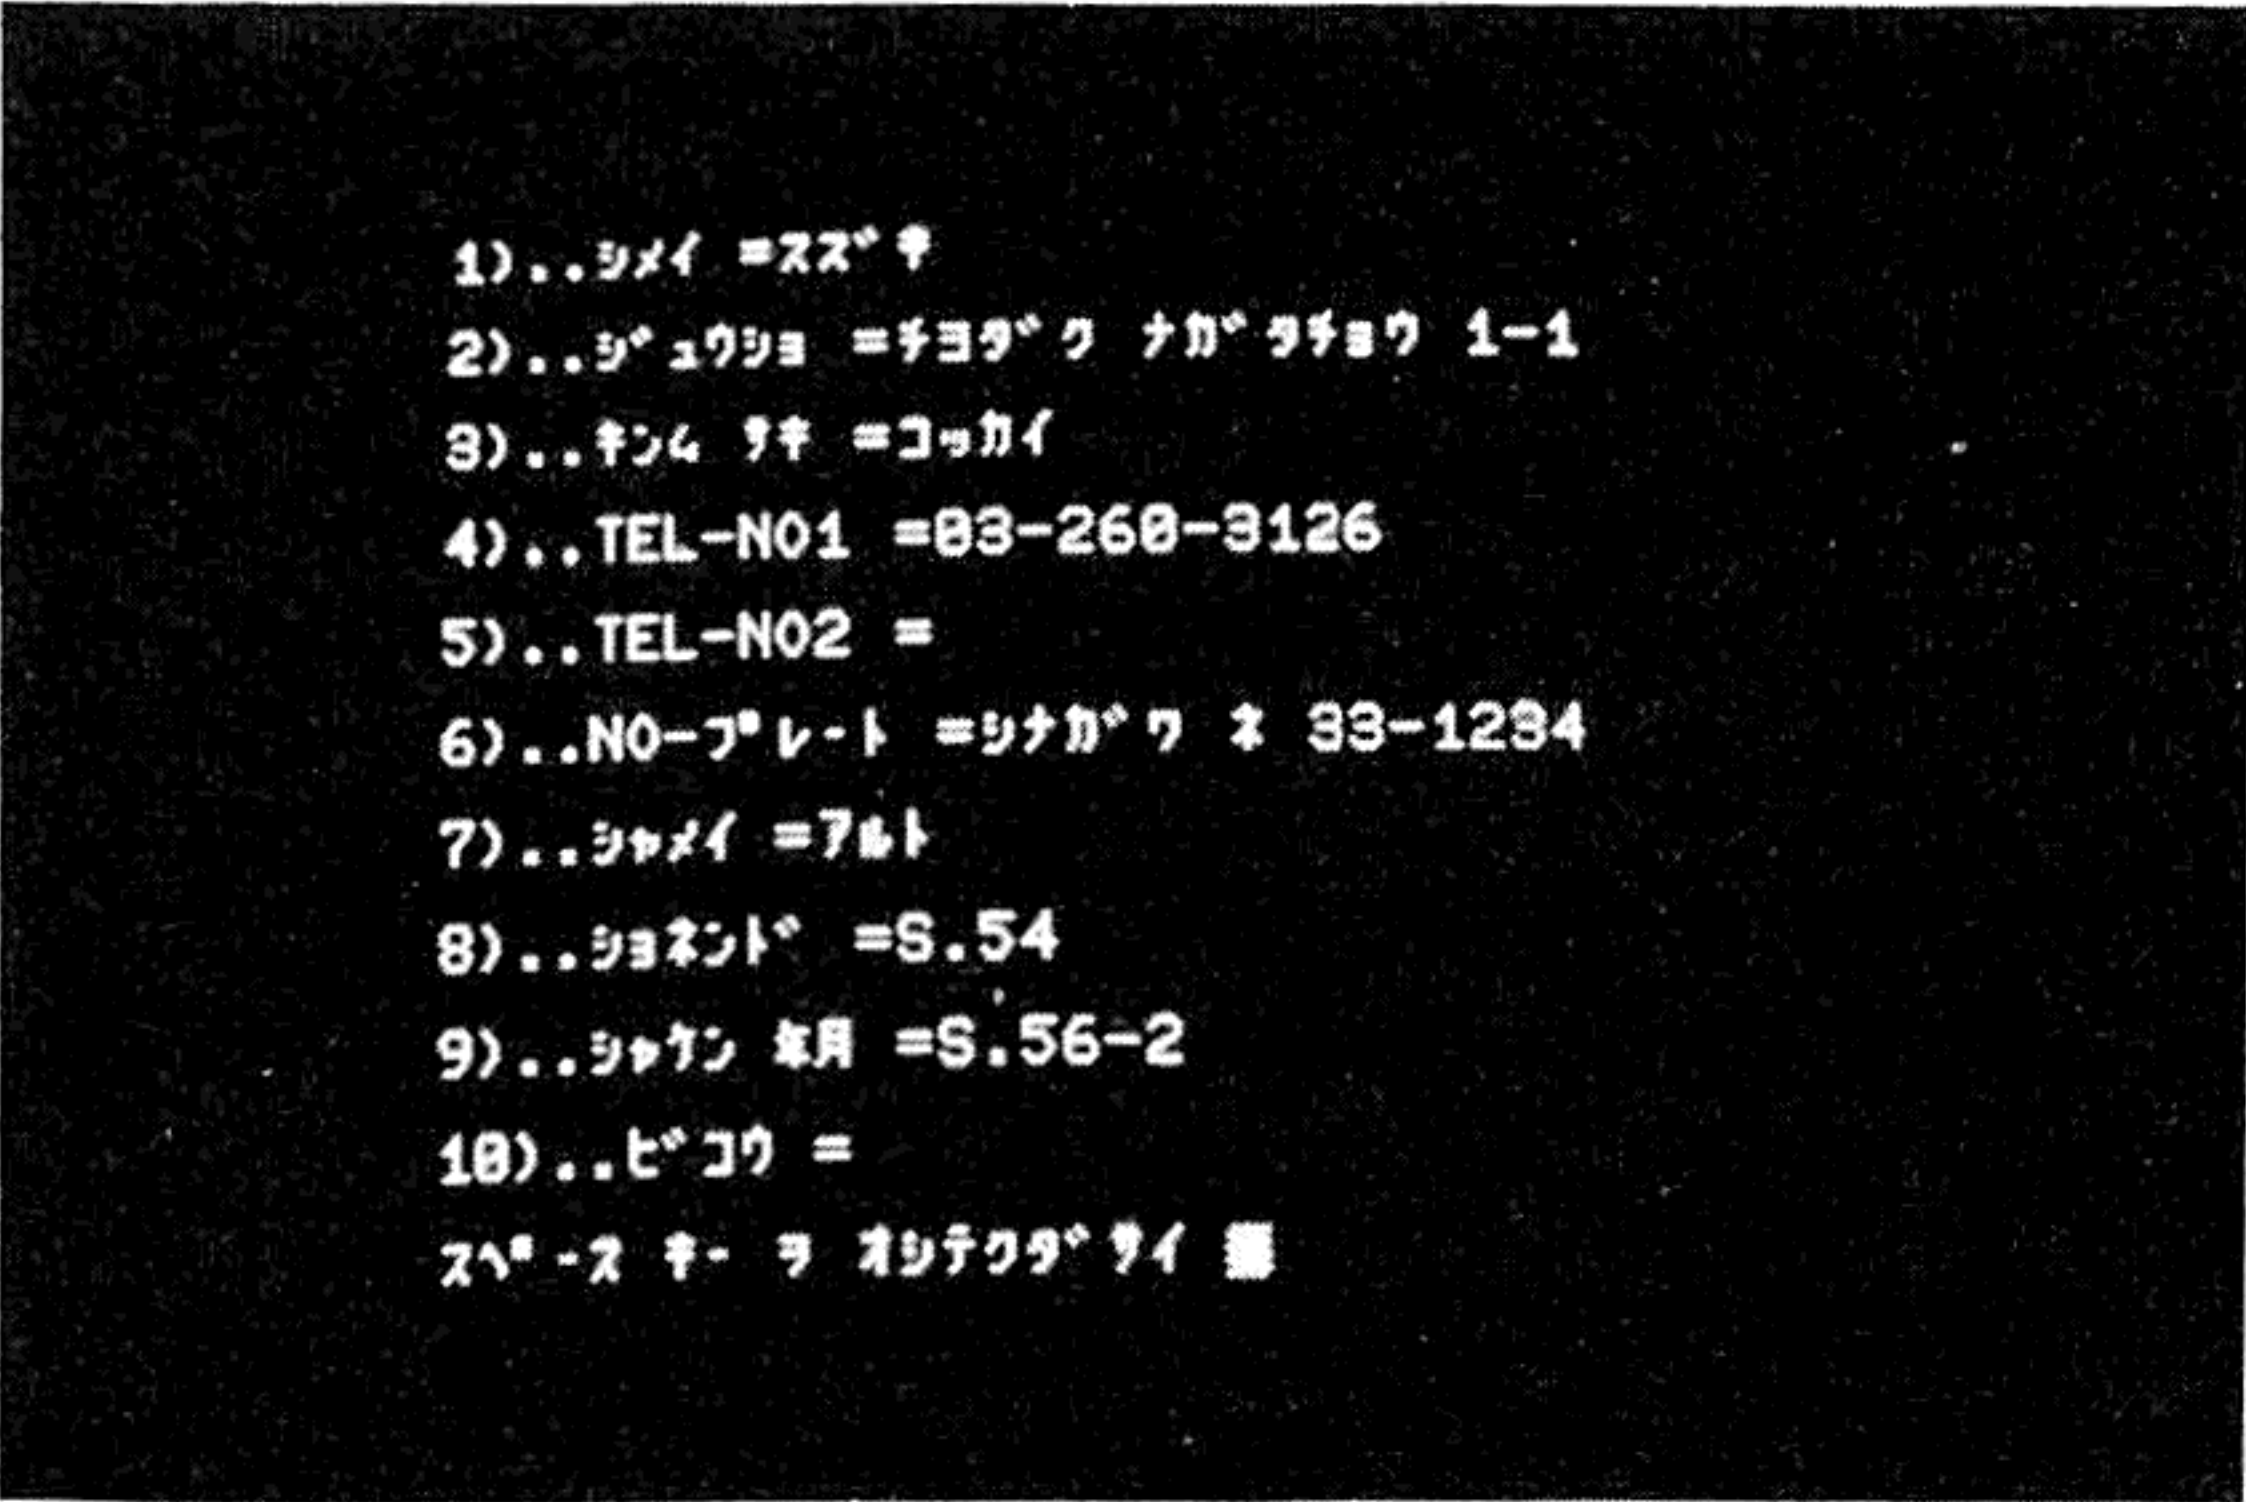 1)..シメイ =スズキ
2)..ジュウショ =チヨダク ナガタチョウ 1-1
3)..キンム サキ =コッカイ
4)..TEL-NO1 =03-260-3126
5)..TEL-NO2 =
6)..NO-プレート =シナガワ ネ 33-1234
7)..シャメイ =アルト
8)..ショネンド =S.54
9)..シャケン 年月 =S.56-2
10)..ビコウ =
スペース キー ヲ オシテクダサイ